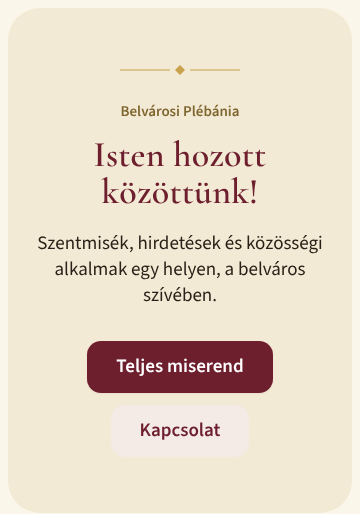 Belvárosi Plébánia
Isten hozott
közöttünk!
Szentmisék, hirdetések és közösségi
alkalmak egy helyen, a belváros
szívében.
Teljes miserend
Kapcsolat